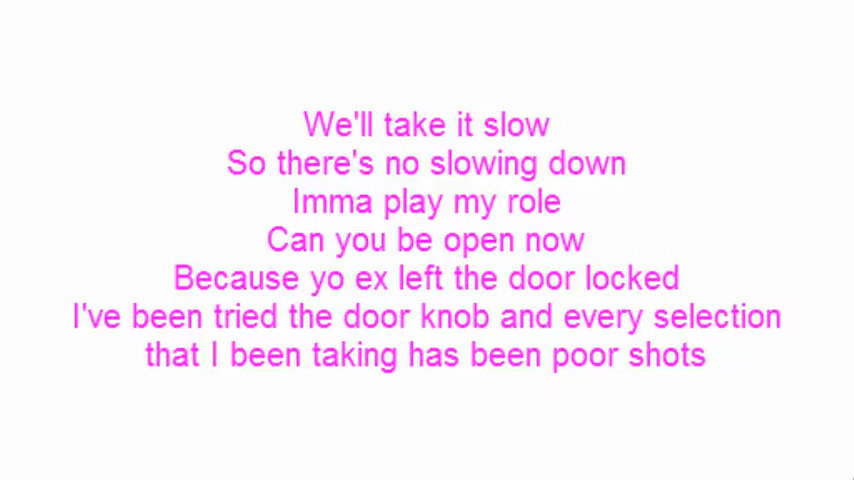 We'll take it slow
So there's no slowing down
Imma play my role
Can you be open now
Because yo ex left the door locked
I've been tried the door knob and every selection
that I been taking has been poor shots